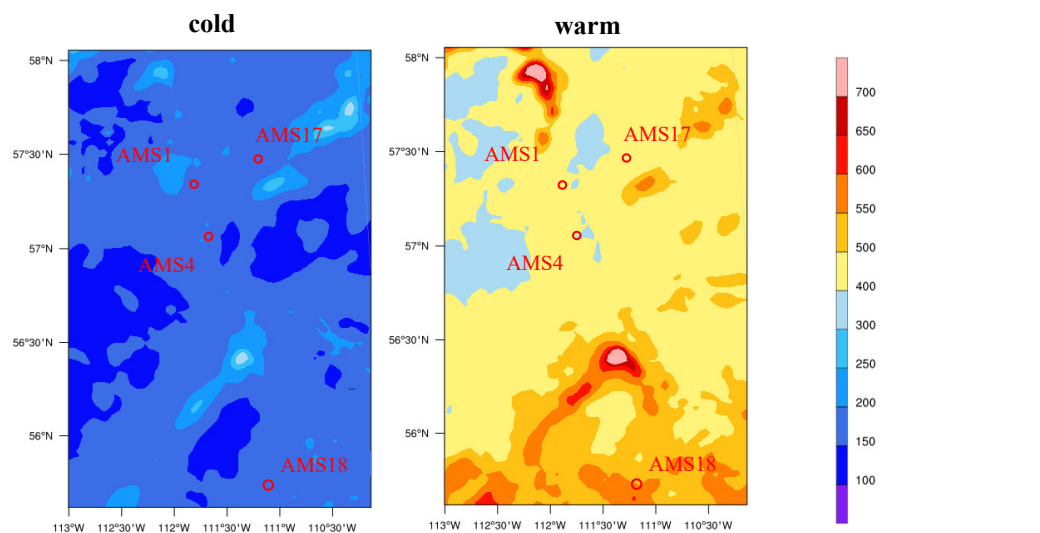 cold
warm
58°N
57°30'N
57°N
56°30'N
56°N
113°W
112°30'W
112°W
111°30'W
111°W
110°30'W
AMS17
AMS1
AMS4
AMS18
58°N
57°30'N
57°N
56°30'N
56°N
113°W
112°30'W
112°W
111°30'W
111°W
110°30'W
AMS17
AMS1
AMS4
AMS18
700
650
600
550
500
400
300
250
200
150
100